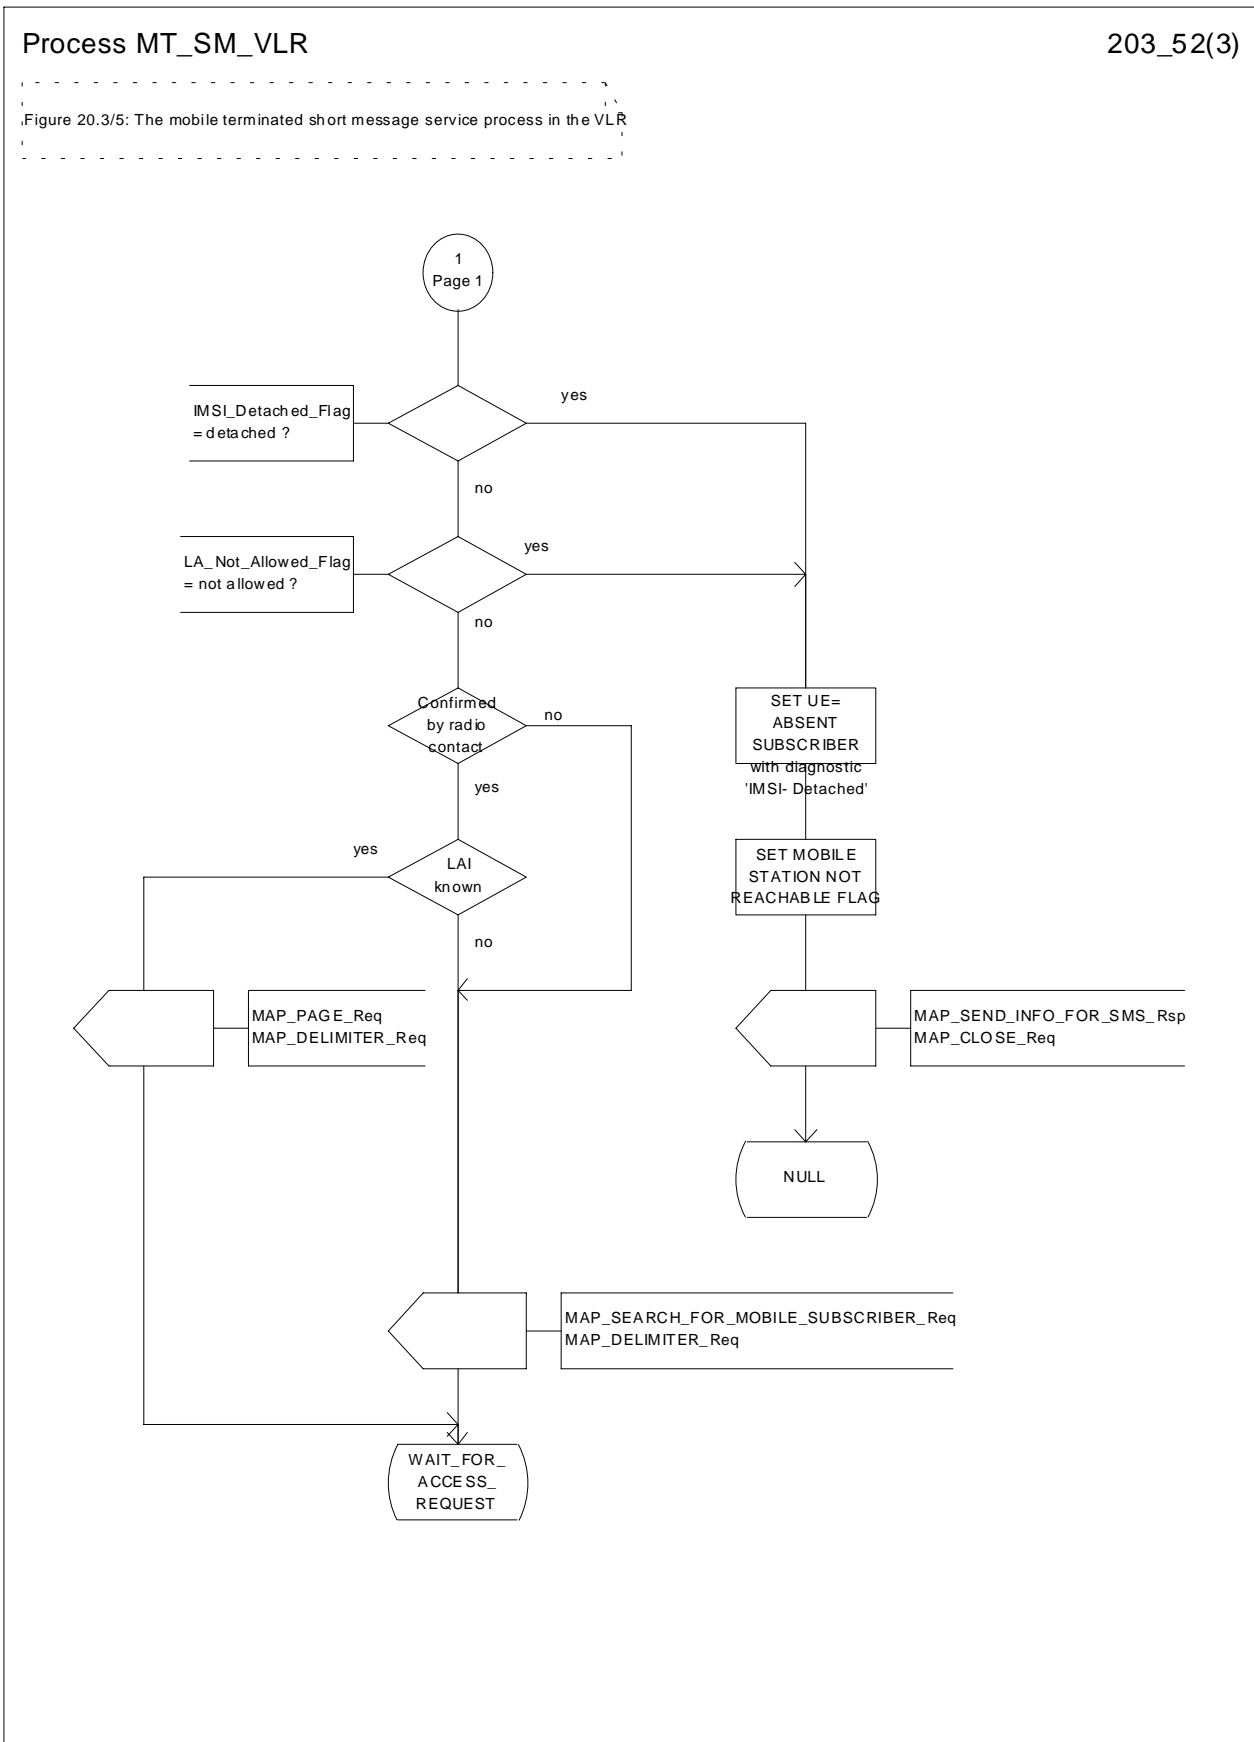 Process MT_SM_VLR
203_52(3)
Figure 20.3/5: The mobile terminated short message service process in the VLR
1
Page 1
IMSI_Detached_Flag
= detached ?
yes
no
LA_Not_Allowed_Flag
= not allowed ?
yes
no
Confirmed
by radio
contact
no
yes
SET UE=
ABSENT
SUBSCRIBER
with diagnostic
'IMSI- Detached'
yes
LAI
known
no
SET MOBILE
STATION NOT
REACHABLE FLAG
MAP_PAGE_Req
MAP_DELIMITER_Req
MAP_SEND_INFO_FOR_SMS_Rsp
MAP_CLOSE_Req
NULL
MAP_SEARCH_FOR_MOBILE_SUBSCRIBER_Req
MAP_DELIMITER_Req
WAIT_FOR_
ACCESS_
REQUEST